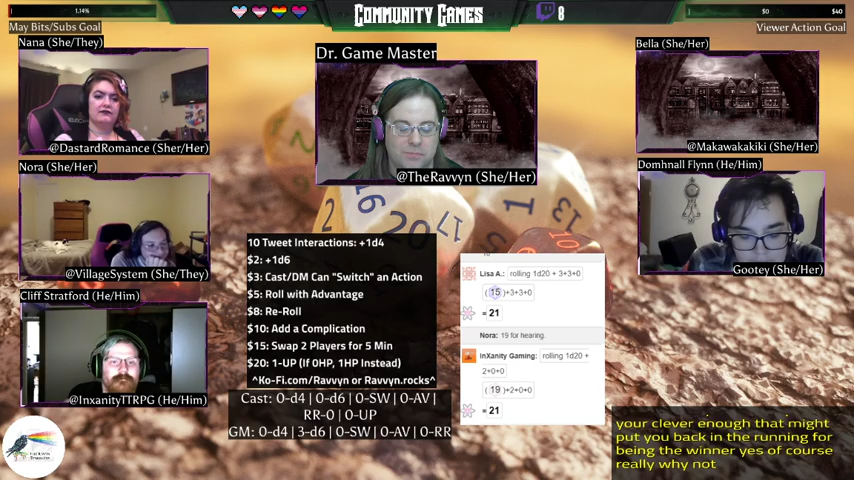 1.14%
COMMUNITY GAMES
8
$0
$40
May Bits/Subs Goal
Viewer Action Goal
Nana (She/They)
@DastardRomance (Sher/Her)
Dr. Game Master
@TheRavvyn (She/Her)
Bella (She/Her)
@Makawakakiki (She/Her)
Nora (She/Her)
@VillageSystem (She/They)
Domhnall Flynn (He/Him)
Gootey (She/Her)
Cliff Stratford (He/Him)
@InxanityTTRPG (He/Him)
10 Tweet Interactions: +1d4
$2: +1d6
$3: Cast/DM Can "Switch" an Action
$5: Roll with Advantage
$8: Re-Roll
$10: Add a Complication
$15: Swap 2 Players for 5 Min
$20: 1-UP (If 0HP, 1HP Instead)
^Ko-Fi.com/Ravvyn or Ravvyn.rocks^
Cast: 0-d4 | 0-d6 | 0-SW | 0-AV |
RR-0 | 0-UP
GM: 0-d4 | 3-d6 | 0-SW | 0-AV | 0-RR
Lisa A.: rolling 1d20 + 3+3+0
(15)+3+3+0
= 21
Nora: 19 for hearing.
InXanity Gaming: rolling 1d20 +
2+0+0
(19)+2+0+0
= 21
your clever enough that might
put you back in the running for
being the winner yes of course
really why not
2
16
20
17
1
13
10